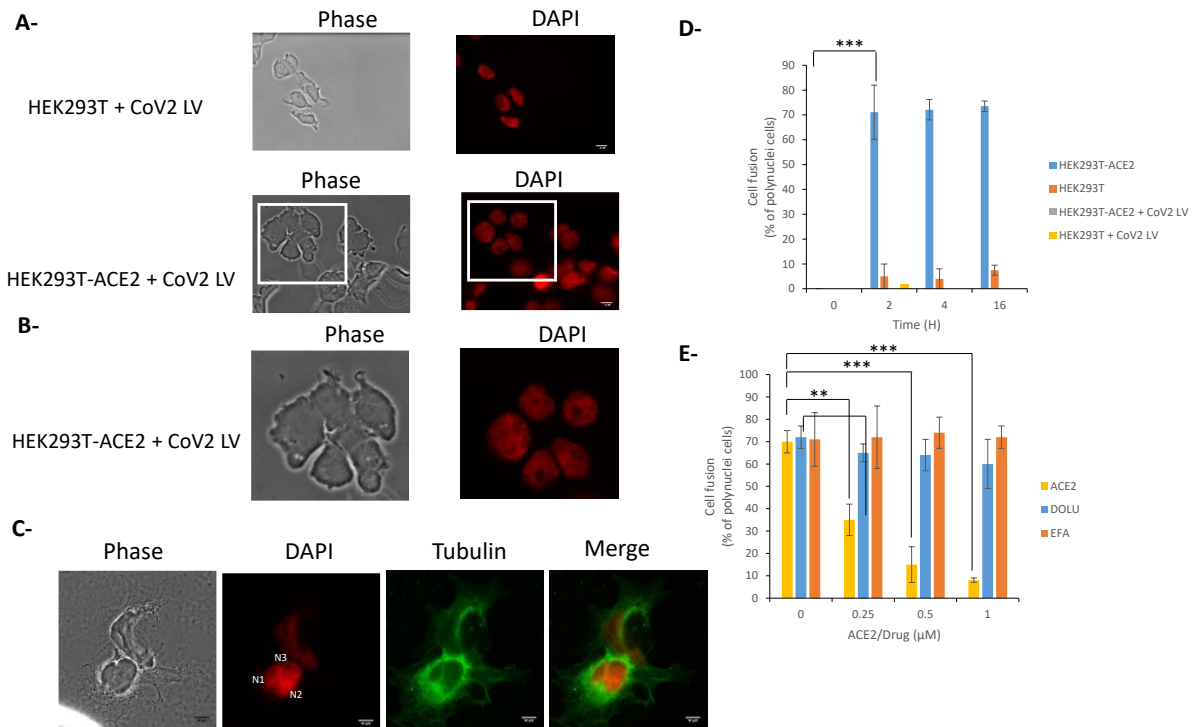 A-
Phase
DAPI
HEK293T + CoV2 LV
Phase
DAPI
HEK293T-ACE2 + CoV2 LV
B-
Phase
DAPI
HEK293T-ACE2 + CoV2 LV
C-
Phase
DAPI
Tubulin
Merge
N3
N1
N2
D-
***
90
80
70
60
50
40
30
20
10
0
Cell fusion
(% of polynuclei cells)
0 2 4 16
Time (H)
HEK293T-ACE2
HEK293T
HEK293T-ACE2 + CoV2 LV
HEK293T + CoV2 LV
E-
***
***
**
100
90
80
70
60
50
40
30
20
10
0
Cell fusion
(% of polynuclei cells)
0 0.25 0.5 1
ACE2/Drug (µM)
ACE2
DOLU
EFA